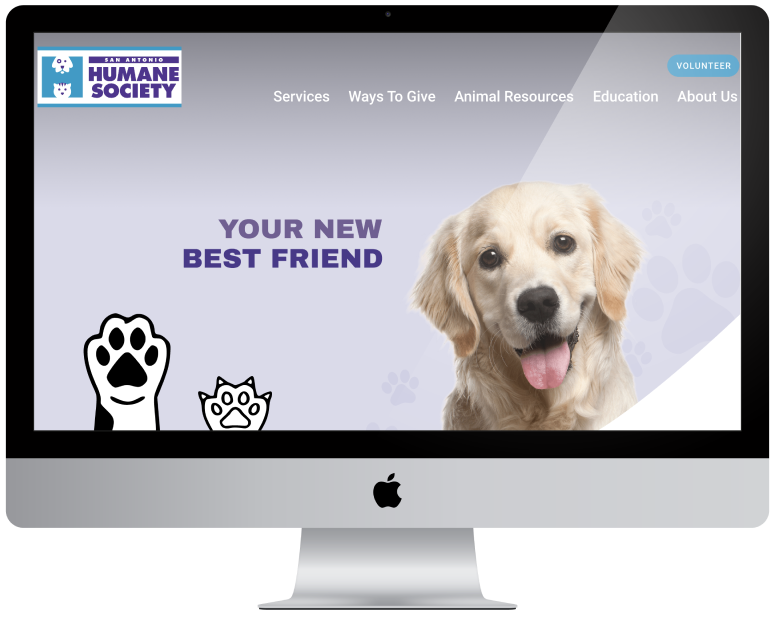 SAN ANTONIO
HUMANE
SOCIETY
VOLUNTEER
Services Ways To Give Animal Resources Education About Us
YOUR NEW
BEST FRIEND